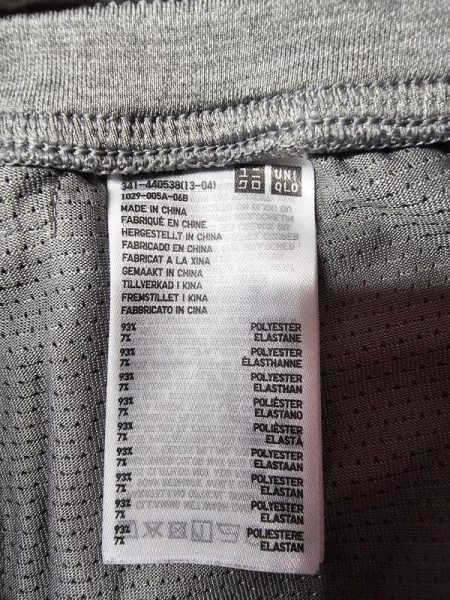 341-440538(13-04)
1029-005A-06B
UNI
QLO
MADE IN CHINA
FABRIQUÉ EN CHINE
HERGESTELLT IN CHINA
FABRICADO EN CHINA
FABRICAT A LA XINA
GEMAAKT IN CHINA
TILLVERKAD I KINA
FREMSTILLET I KINA
FABBRICATO IN CINA
93% POLYESTER
7% ELASTANE
93% POLYESTER
7% ÉLASTHANNE
93% POLYESTER
7% ELASTHAN
93% POLIÉSTER
7% ELASTANO
93% POLIÈSTER
7% ELASTÀ
93% POLYESTER
7% ELASTAAN
93% POLYESTER
7% ELASTAN
93% POLYESTER
7% ELASTAN
93% POLIESTERE
7% ELASTAN